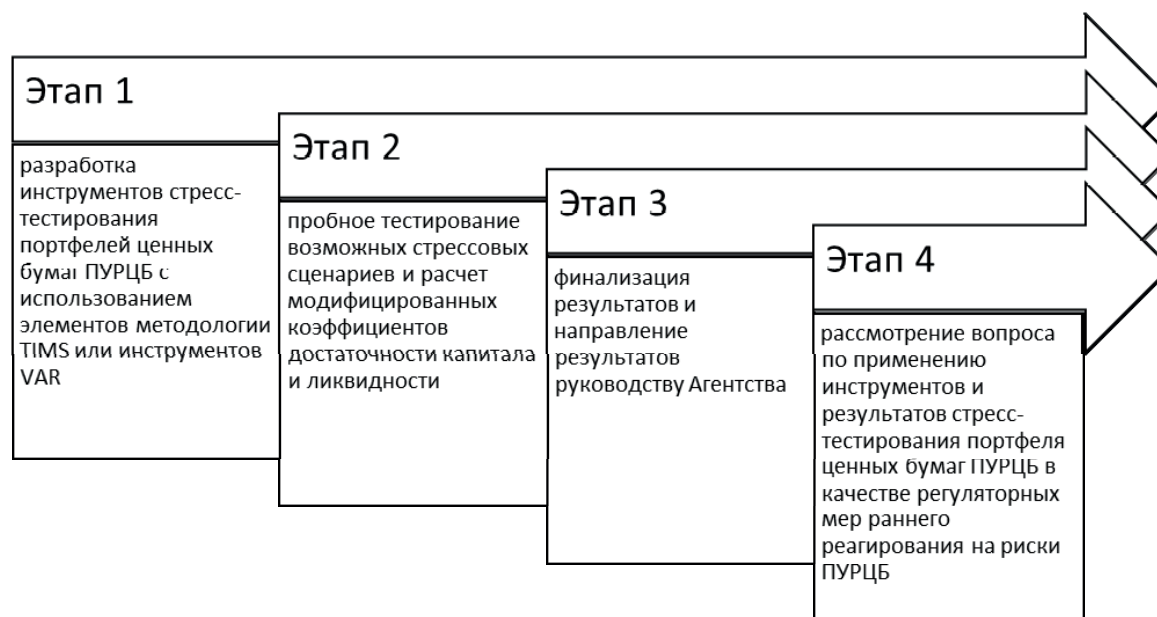 Этап 1
разработка
инструментов стресс-
тестирования
портфелей ценных
бумаг ПУРЦБ с
использованием
элементов методологии
TIMS или инструментов
VAR
Этап 2
пробное тестирование
возможных стрессовых
сценариев и расчет
модифицированных
коэффициентов
достаточности капитала
и ликвидности
Этап 3
финализация
результатов и
направление
результатов
руководству Агентства
Этап 4
рассмотрение вопроса
по применению
инструментов и
результатов стресс-
тестирования портфеля
ценных бумаг ПУРЦБ в
качестве регуляторных
мер раннего
реагирования на риски
ПУРЦБ